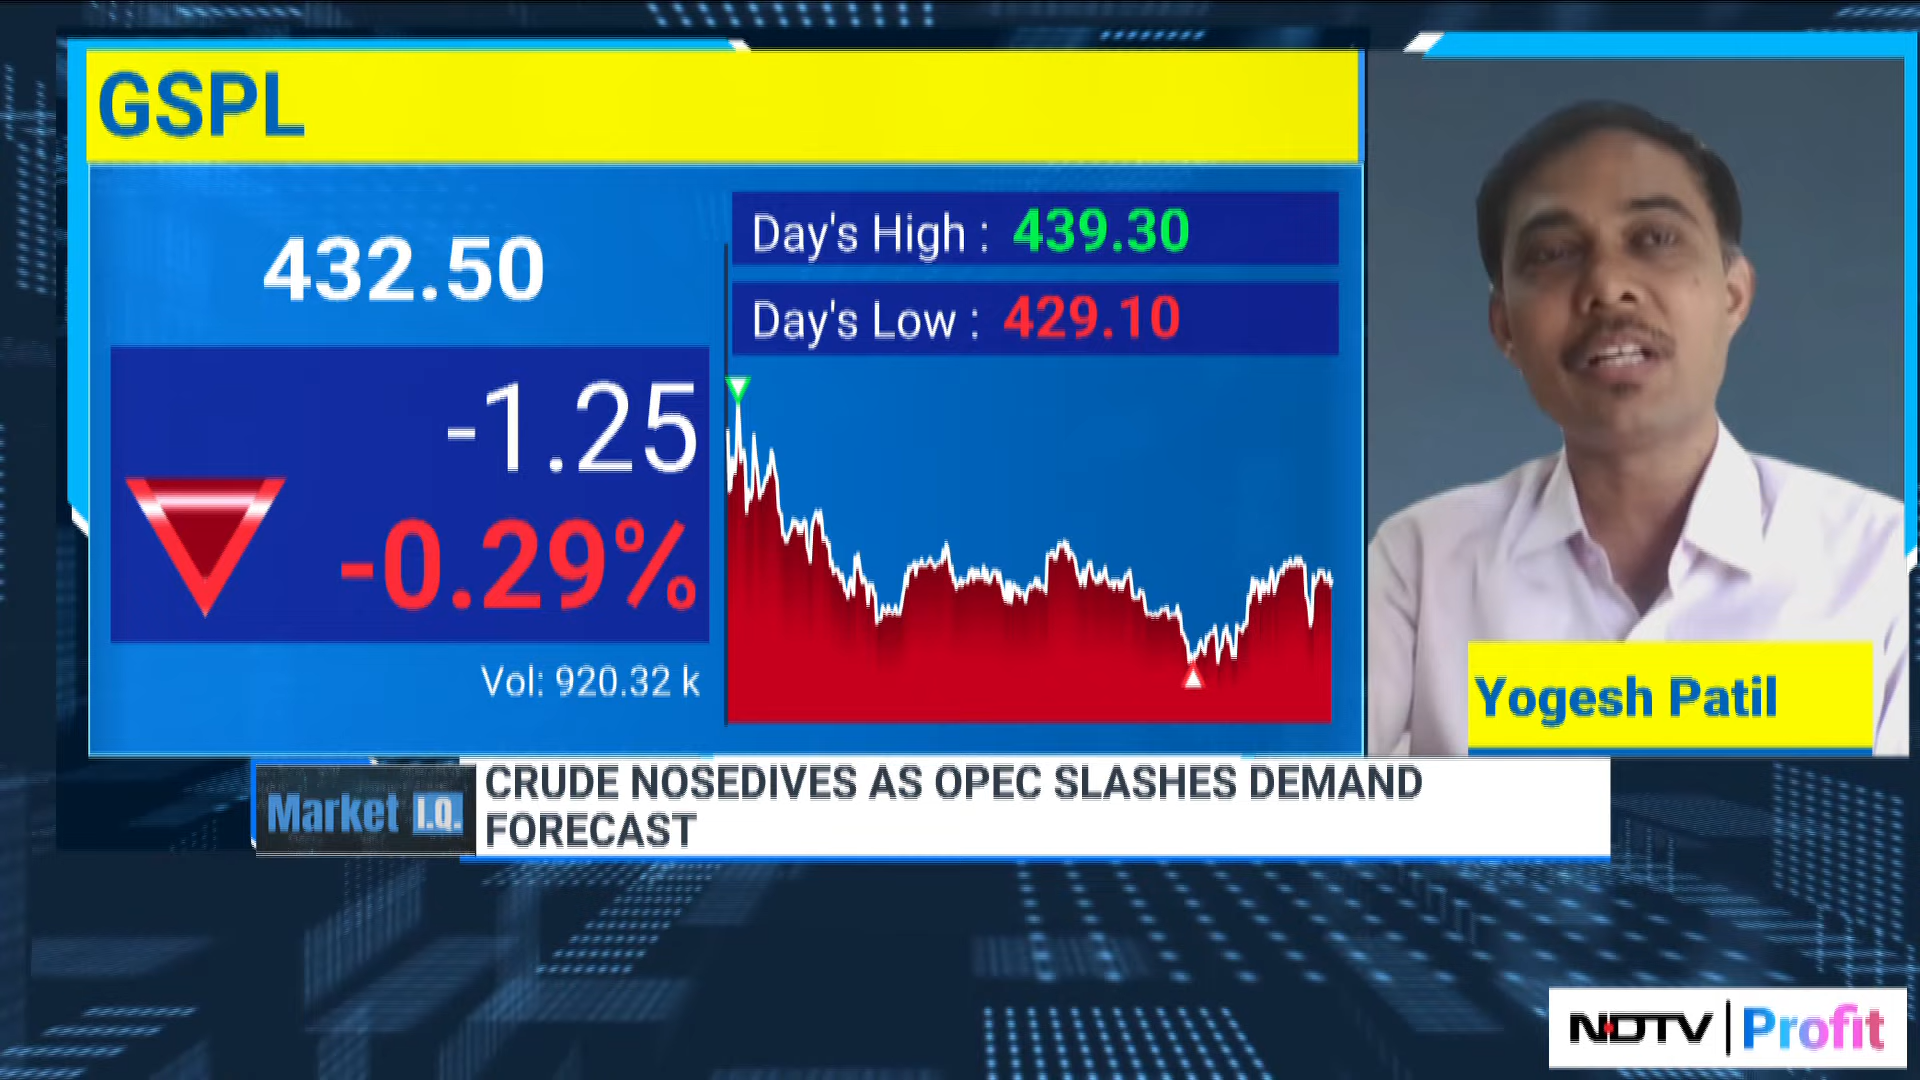 GSPL
432.50
-1.25
-0.29%
Vol: 920.32 k
Day's High : 439.30
Day's Low : 429.10
Yogesh Patil
Market I.Q.
CRUDE NOSEDIVES AS OPEC SLASHES DEMAND
FORECAST
NDTV | Profit